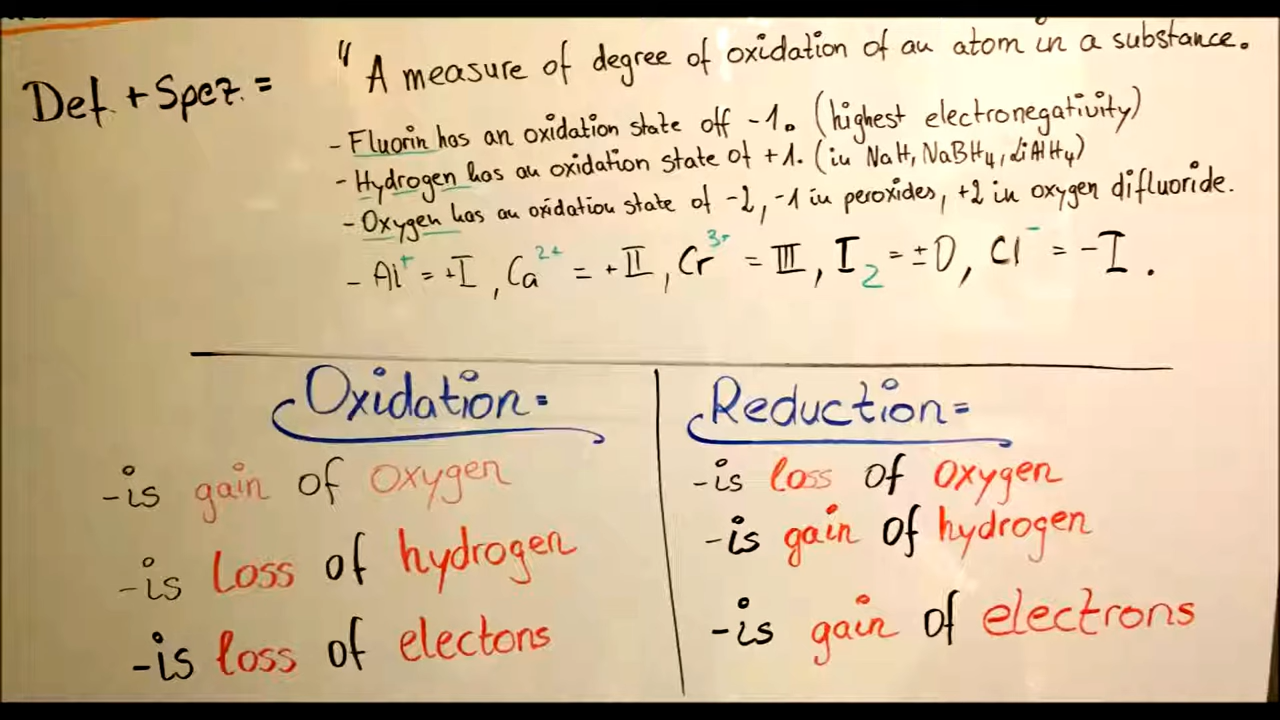 Def. + Spez. = " A measure of degree of oxidation of an atom in a substance.
- Fluorin has an oxidation state off -1. (highest electronegativity)
- Hydrogen has an oxidation state of +1. (in NaH, NaBH₄, LiAlH₄)
- Oxygen has an oxidation state of -2, -1 in peroxides, +2 in oxygen difluoride.
- Al⁺ = +I, Ca²⁺ = +II, Cr³⁺ = III, I₂ = ±0, Cl⁻ = -I.
Oxidation=
-is gain of oxygen
-is loss of hydrogen
-is loss of electons
Reduction=
-is loss of oxygen
-is gain of hydrogen
-is gain of electrons